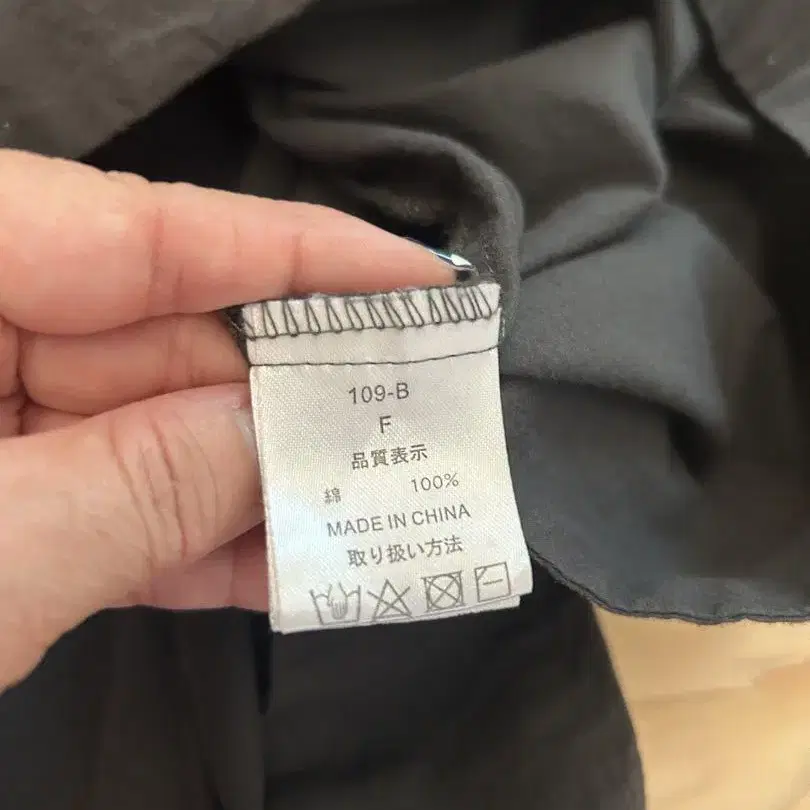 109-B
F
品質表示
綿 100%
MADE IN CHINA
取り扱い方法